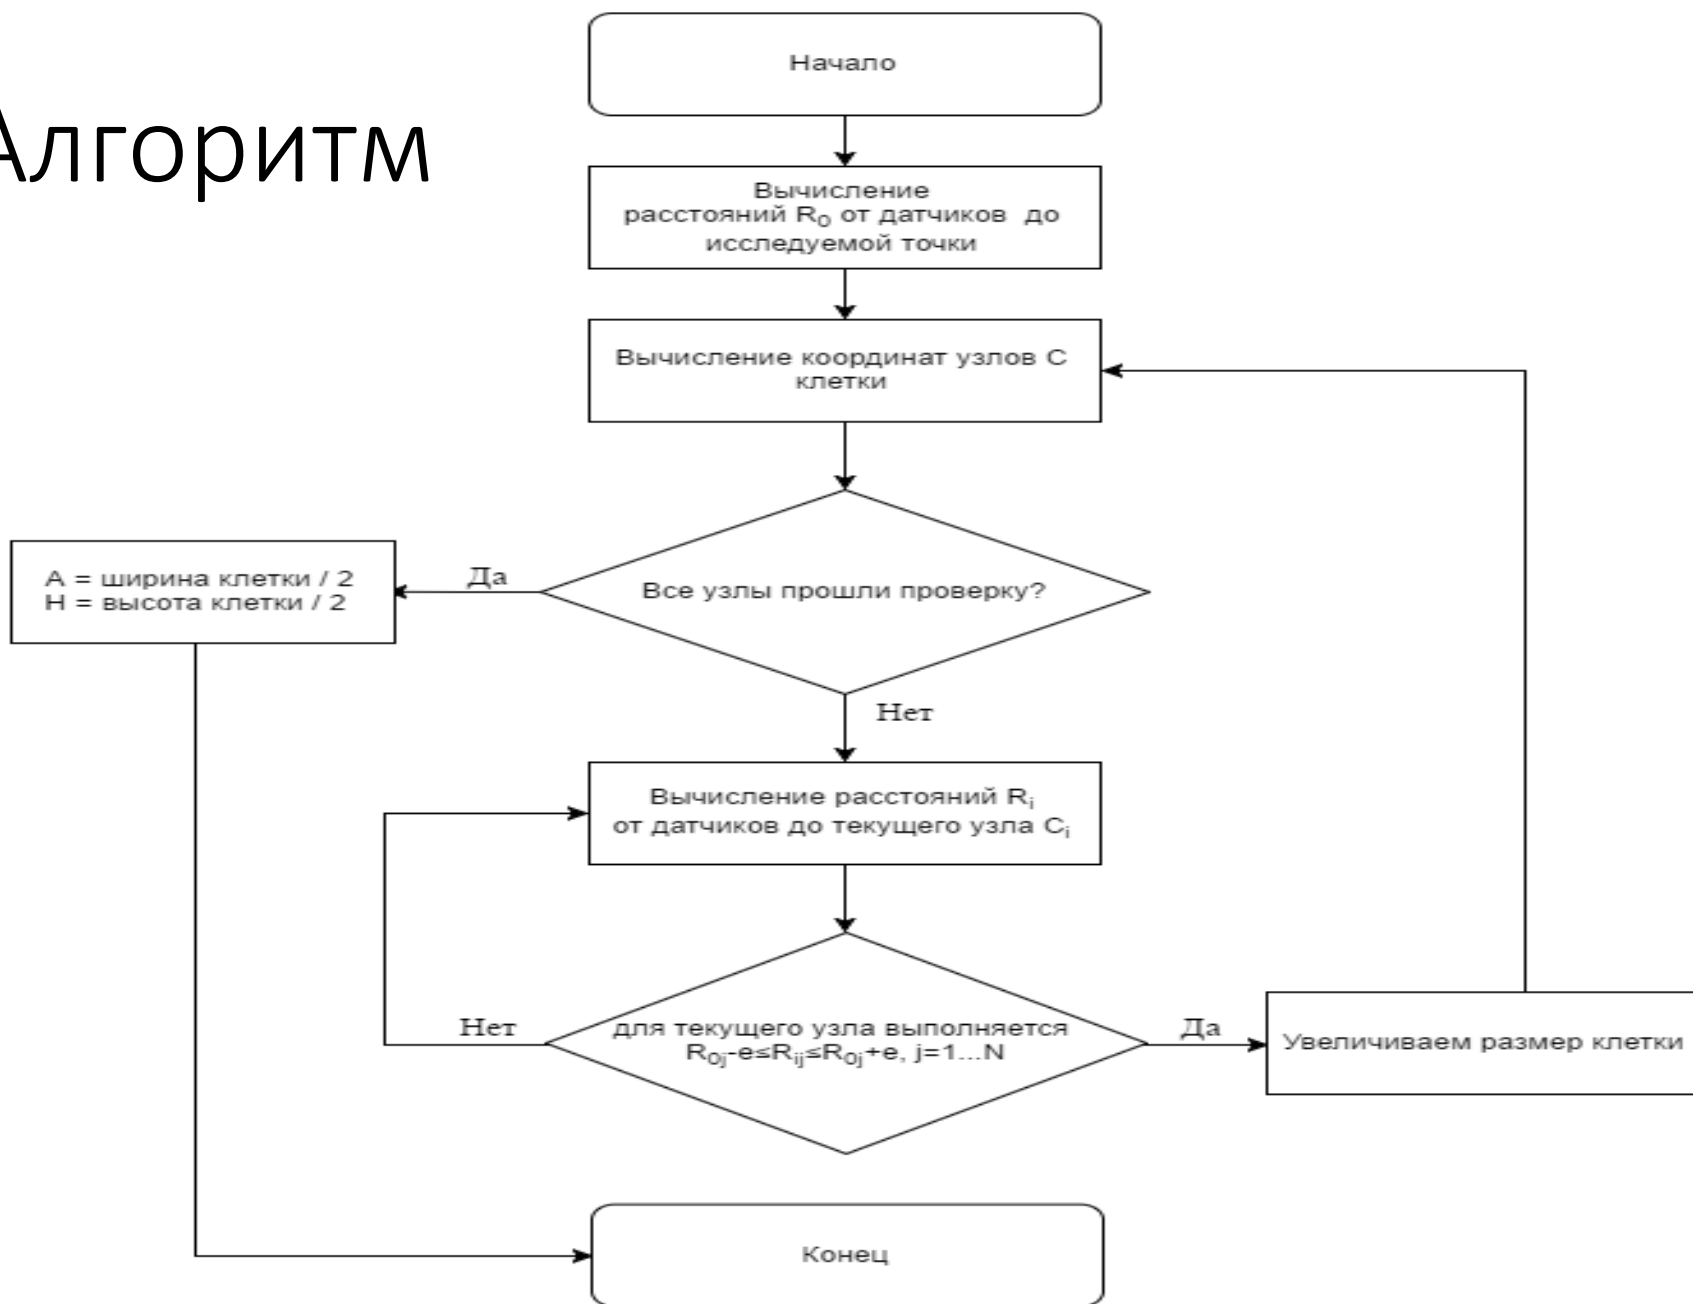 Алгоритм
Начало
Вычисление
расстояний R₀ от датчиков до
исследуемой точки
Вычисление координат узлов C
клетки
Все узлы прошли проверку?
Да
A = ширина клетки / 2
H = высота клетки / 2
Нет
Вычисление расстояний Rᵢ
от датчиков до текущего узла Cᵢ
для текущего узла выполняется
R₀ⱼ-e≤Rᵢⱼ≤R₀ⱼ+e, j=1...N
Нет
Да
Увеличиваем размер клетки
Конец